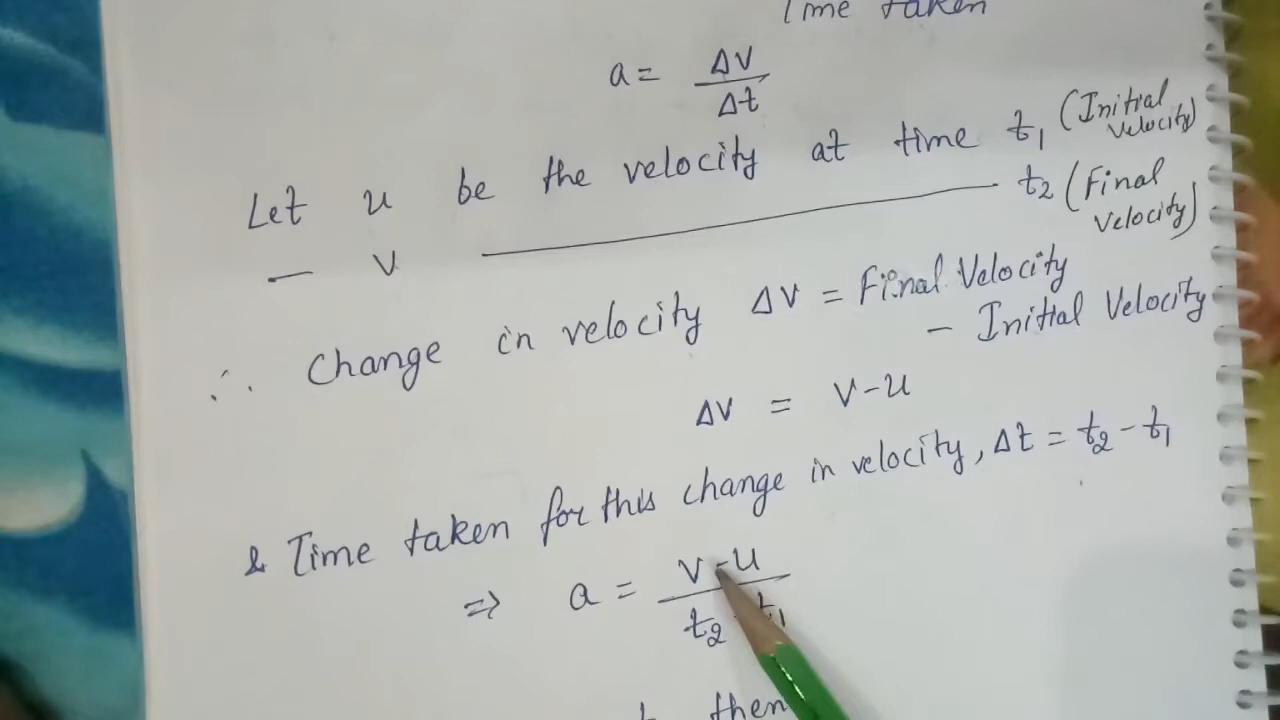 Time taken
a = Δv / Δt
Let u be the velocity at time t₁ (Initial Velocity)
— v ——— t₂ (Final Velocity)
∴ Change in velocity Δv = Final Velocity
– Initial Velocity
Δv = v-u
& Time taken for this change in velocity, Δt = t₂ - t₁
⇒ a = v-u / t₂ - t₁
then